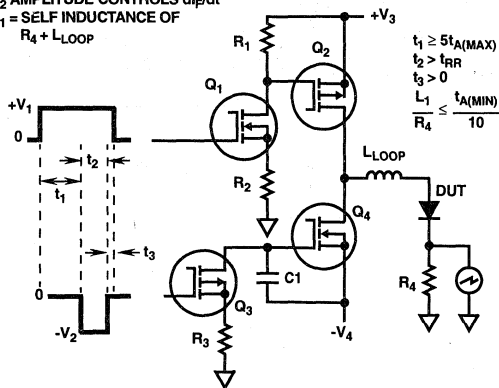 2 AMPLITUDE CONTROLS diF/dt
1 = SELF INDUCTANCE OF
R4 + LLOOP
+V3
R1
Q2
t1 ≥ 5tA(MAX)
t2 > tRR
t3 > 0
L1/R4 ≤ tA(MIN)/10
Q1
+V1
0
t2
t1
R2
LLOOP
DUT
Q4
t3
C1
R4
0
Q3
-V2
R3
-V4